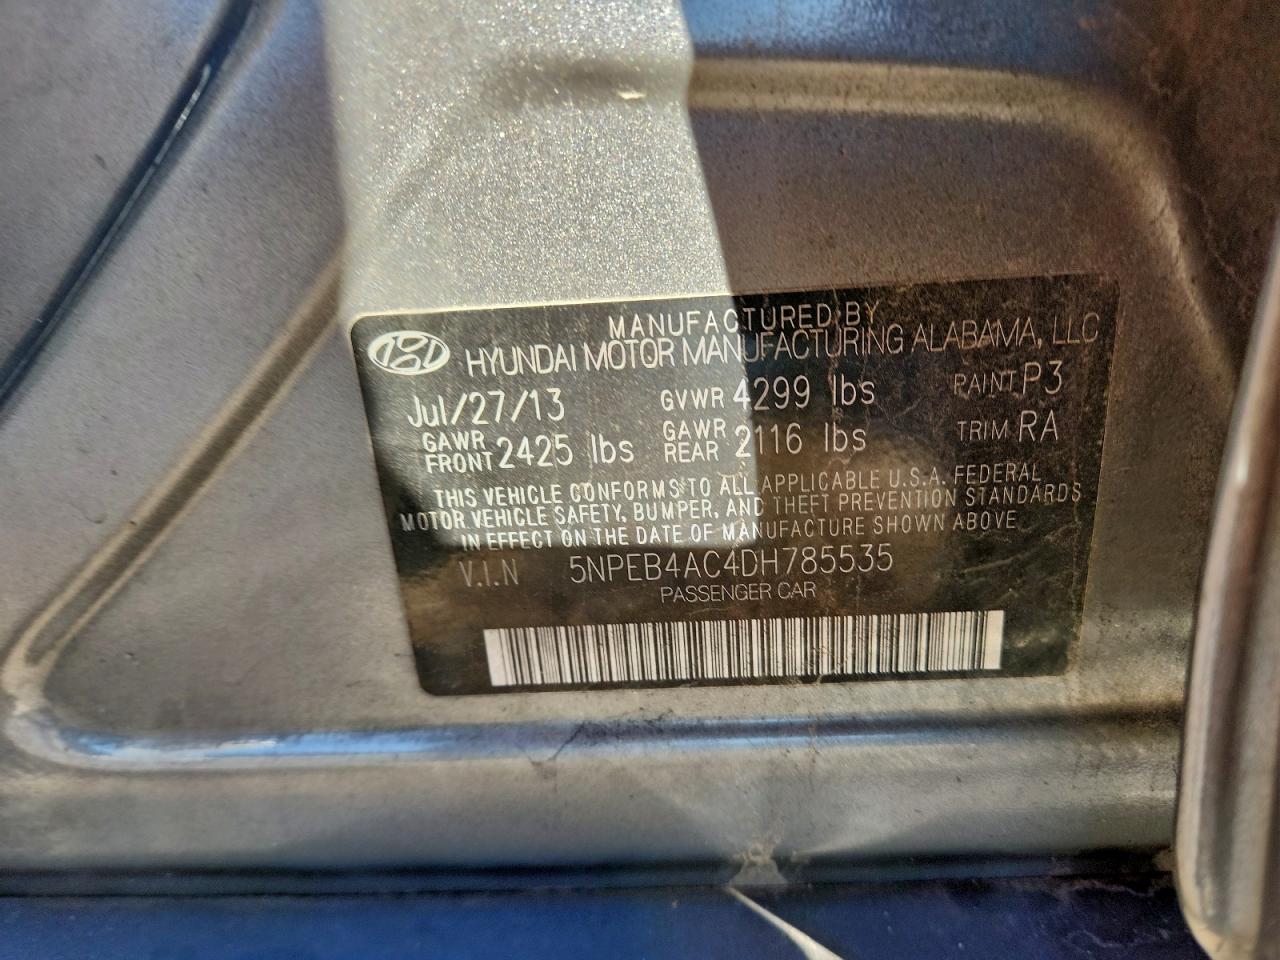 MANUFACTURED BY
HYUNDAI MOTOR MANUFACTURING ALABAMA, LLC
Jul/27/13 GVWR 4299 lbs PAINT P3
GAWR FRONT 2425 lbs GAWR REAR 2116 lbs TRIM RA
THIS VEHICLE CONFORMS TO ALL APPLICABLE U.S.A. FEDERAL
MOTOR VEHICLE SAFETY, BUMPER, AND THEFT PREVENTION STANDARDS
IN EFFECT ON THE DATE OF MANUFACTURE SHOWN ABOVE
V.I.N 5NPEB4AC4DH785535
PASSENGER CAR